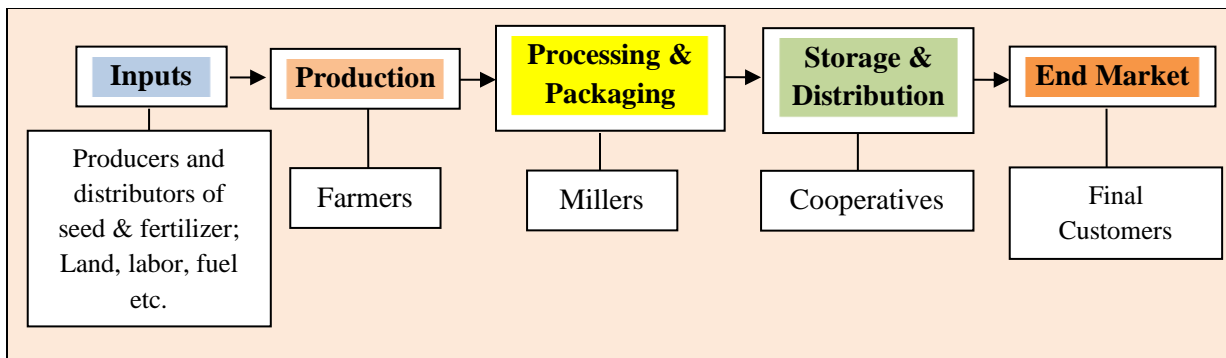 Inputs
Production
Processing &
Packaging
Storage &
Distribution
End Market
Producers and
distributors of
seed & fertilizer;
Land, labor, fuel
etc.
Farmers
Millers
Cooperatives
Final
Customers